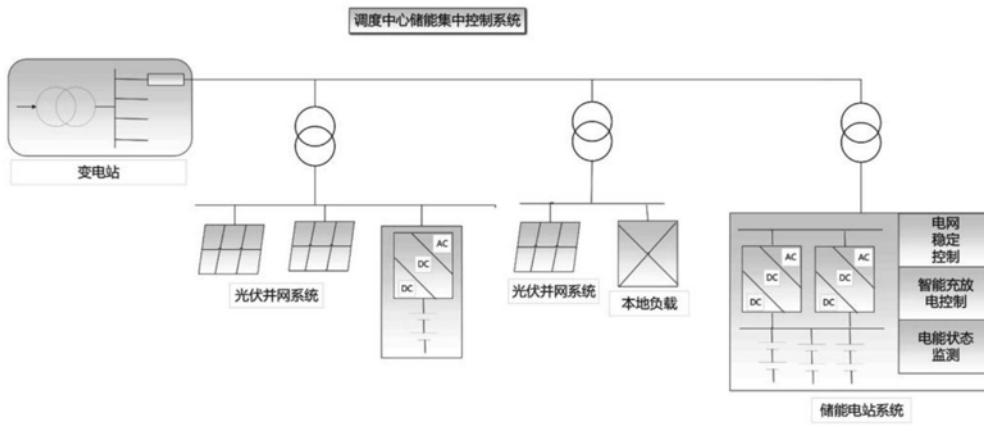 调度中心储能集中控制系统
变电站
光伏并网系统
AC
DC
DC
光伏并网系统
本地负载
AC
DC
DC
AC
DC
DC
电网
稳定
控制
智能充放
电控制
电能状态
监测
储能电站系统